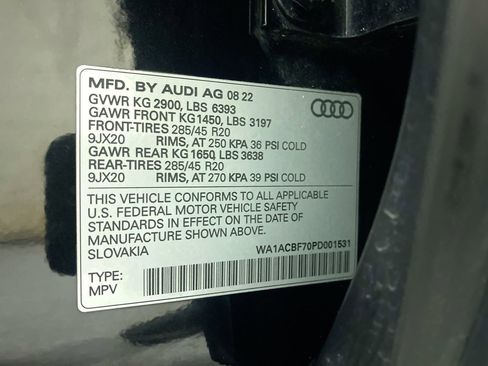 MFD. BY AUDI AG 08 22
GVWR KG 2900, LBS 6393
GAWR FRONT KG1450, LBS 3197
FRONT-TIRES 285/45 R20
9JX20 RIMS, AT 250 KPA 36 PSI COLD
GAWR REAR KG 1650, LBS 3638
REAR-TIRES 285/45 R20
9JX20 RIMS, AT 270 KPA 39 PSI COLD
THIS VEHICLE CONFORMS TO ALL APPLICABLE
U.S. FEDERAL MOTOR VEHICLE SAFETY
STANDARDS IN EFFECT ON THE DATE OF
MANUFACTURE SHOWN ABOVE.
SLOVAKIA WA1ACBF70PD001531
TYPE:
MPV